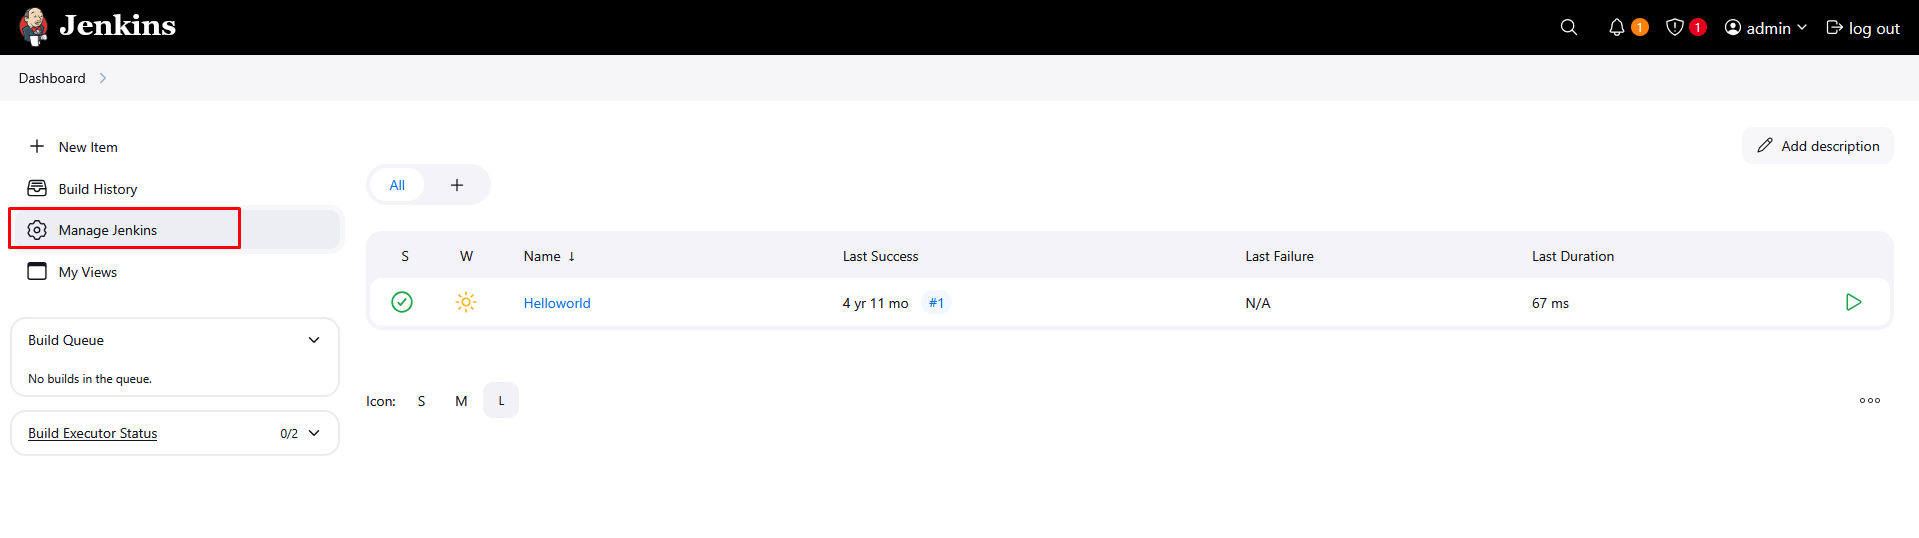 Jenkins
1 1 admin log out
Dashboard
New Item
Add description
Build History
All +
Manage Jenkins
My Views
S W Name ↓ Last Success Last Failure Last Duration
Helloworld 4 yr 11 mo #1 N/A 67 ms
Build Queue
No builds in the queue.
Icon: S M L
Build Executor Status 0/2